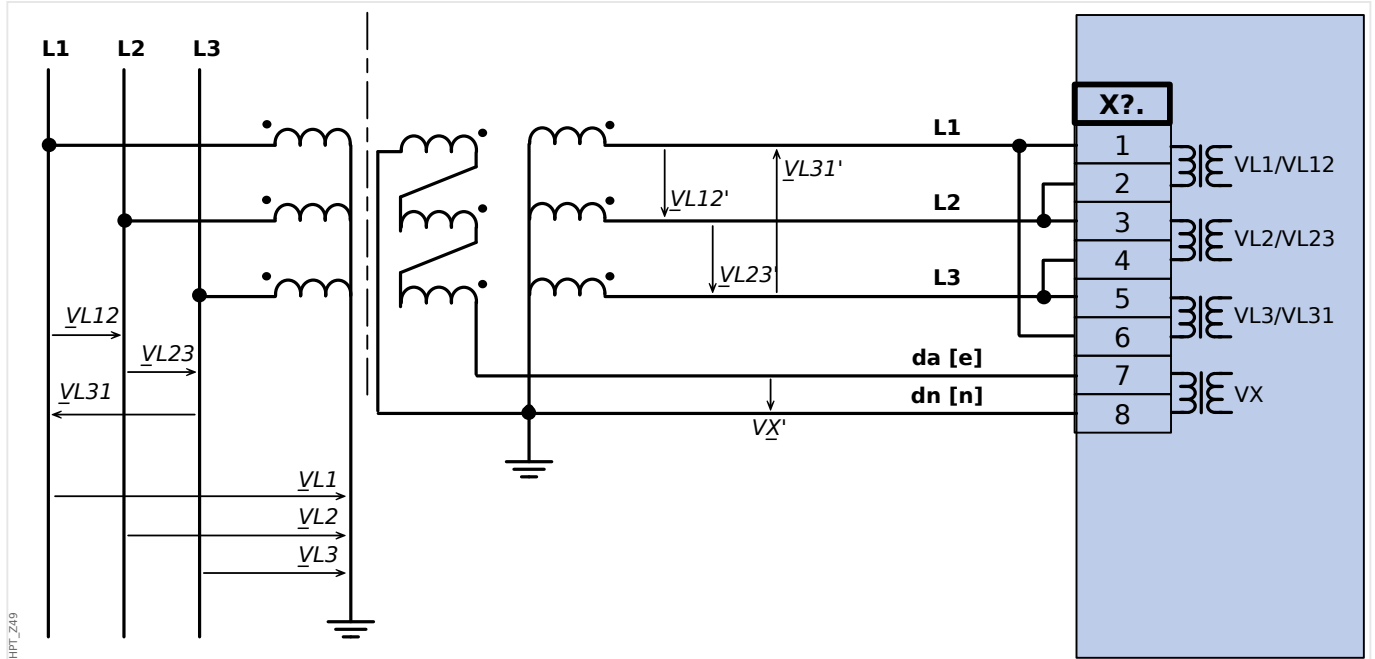 L1 L2 L3
X?.
L1
1
VL1/VL12
VL31'
2
VL12'
L2
3
VL2/VL23
4
VL23'
L3
5
VL3/VL31
VL12
6
VL23
da [e]
7
VL31
dn [n]
VX
8
VX'
VL1
VL2
VL3
HPT_Z49